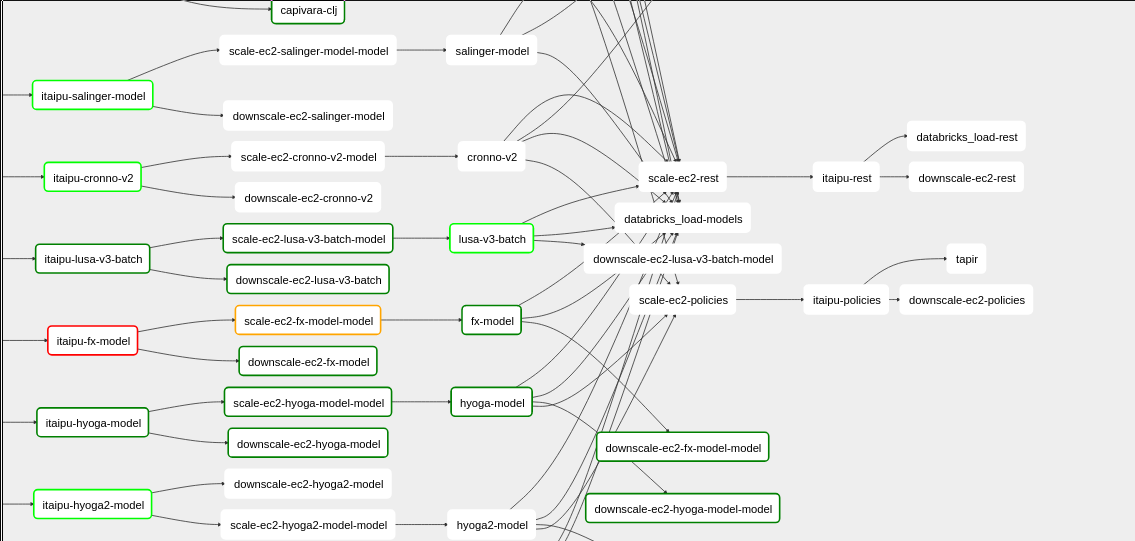 capivara-clj
scale-ec2-salinger-model-model
salinger-model
itaipu-salinger-model
downscale-ec2-salinger-model
databricks_load-rest
scale-ec2-cronno-v2-model
cronno-v2
itaipu-cronno-v2
scale-ec2-rest
itaipu-rest
downscale-ec2-rest
downscale-ec2-cronno-v2
databricks_load-models
scale-ec2-lusa-v3-batch-model
lusa-v3-batch
itaipu-lusa-v3-batch
downscale-ec2-lusa-v3-batch-model
tapir
downscale-ec2-lusa-v3-batch
scale-ec2-policies
itaipu-policies
downscale-ec2-policies
scale-ec2-fx-model-model
fx-model
itaipu-fx-model
downscale-ec2-fx-model
scale-ec2-hyoga-model-model
hyoga-model
itaipu-hyoga-model
downscale-ec2-hyoga-model
downscale-ec2-fx-model-model
downscale-ec2-hyoga2-model
itaipu-hyoga2-model
downscale-ec2-hyoga-model-model
scale-ec2-hyoga2-model-model
hyoga2-model